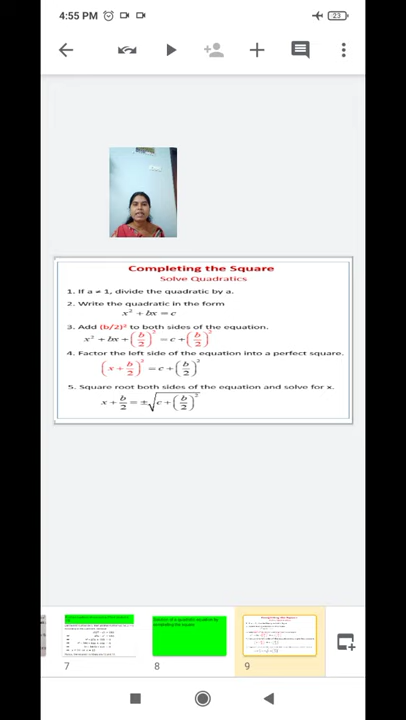 4:55 PM
23
Completing the Square
Solve Quadratics
1. If a ≠ 1, divide the quadratic by a.
2. Write the quadratic in the form
x² + bx = c
3. Add (b/2)² to both sides of the equation.
x² + bx + (b/2)² = c + (b/2)²
4. Factor the left side of the equation into a perfect square.
(x + b/2)² = c + (b/2)²
5. Square root both sides of the equation and solve for x.
x + b/2 = ±√(c + (b/2)²)
7
8
9